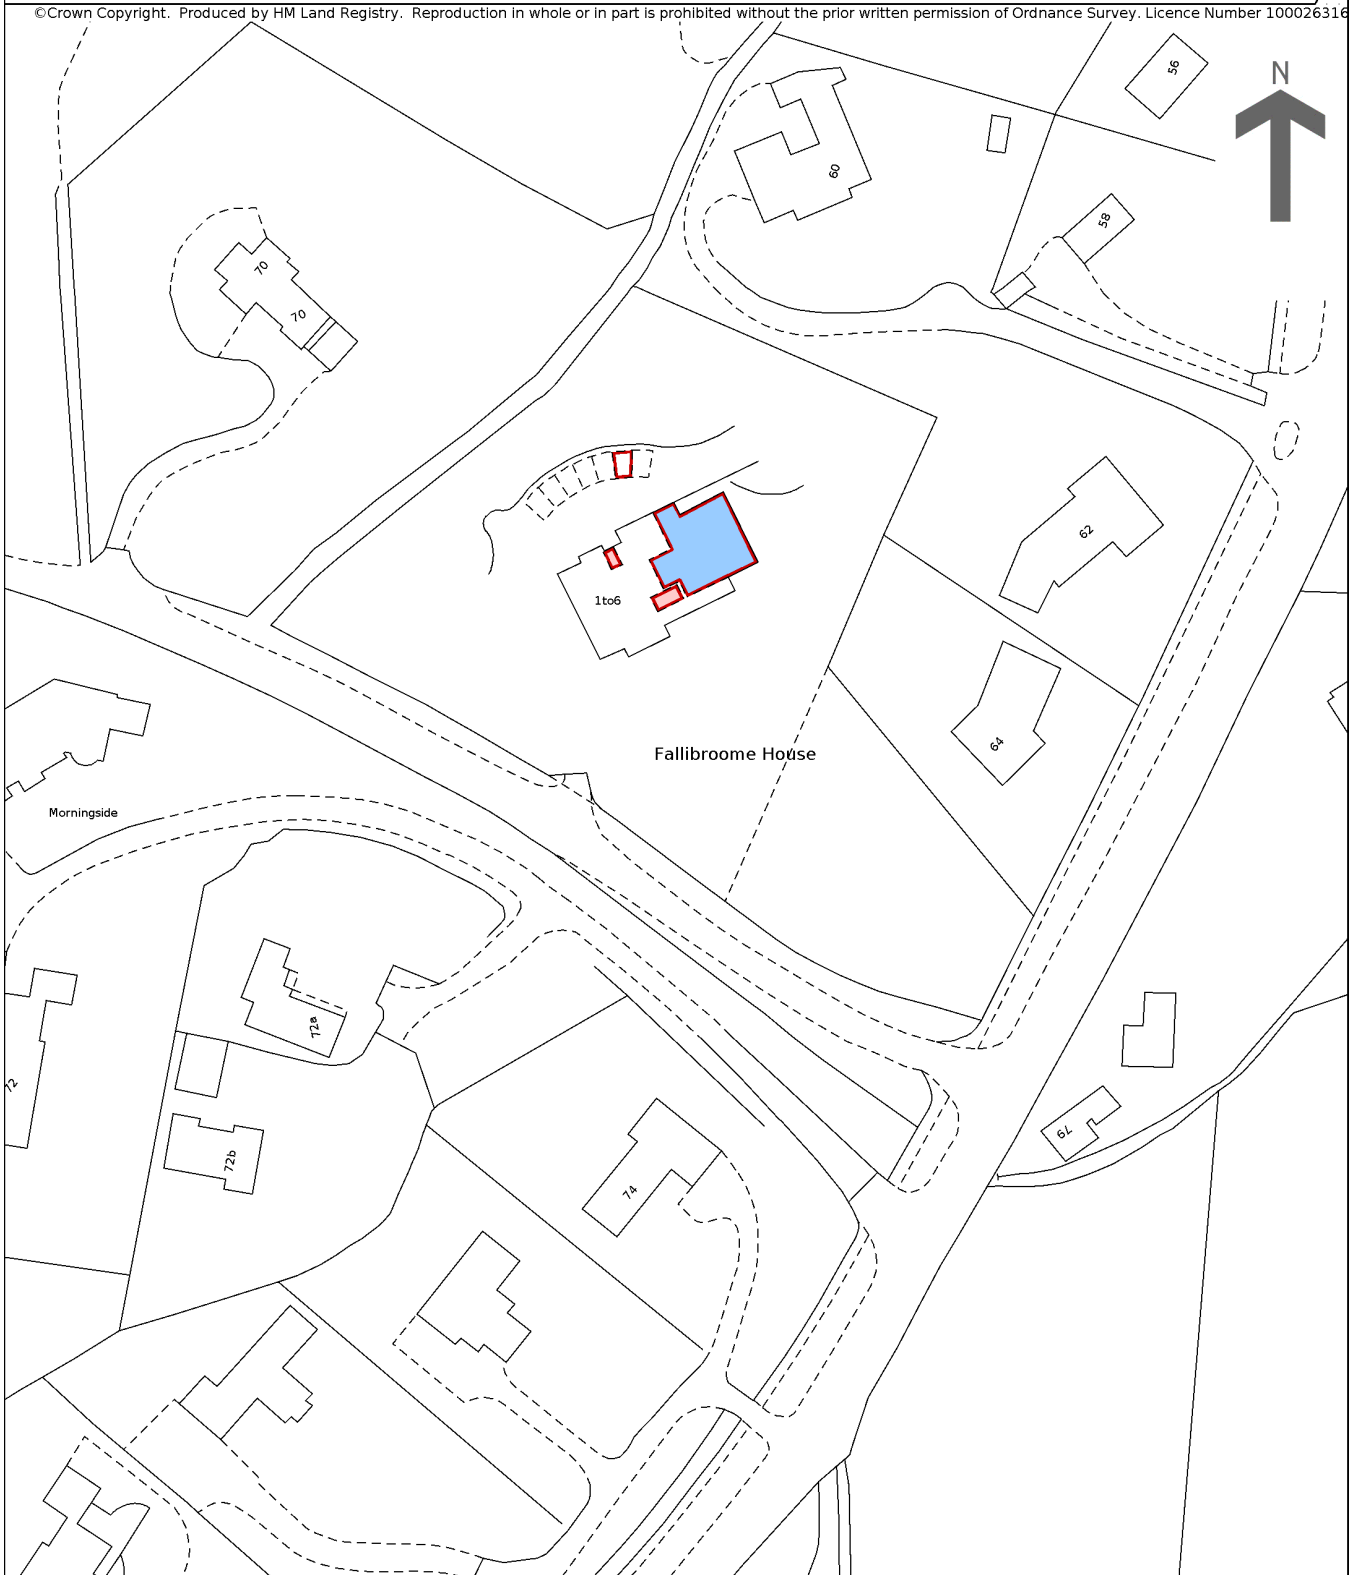 ©Crown Copyright. Produced by HM Land Registry. Reproduction in whole or in part is prohibited without the prior written permission of Ordnance Survey. Licence Number 100026316
56
N
60
58
70
70
62
1to6
64
Fallibroome House
Morningside
72a
72
79
72b
74